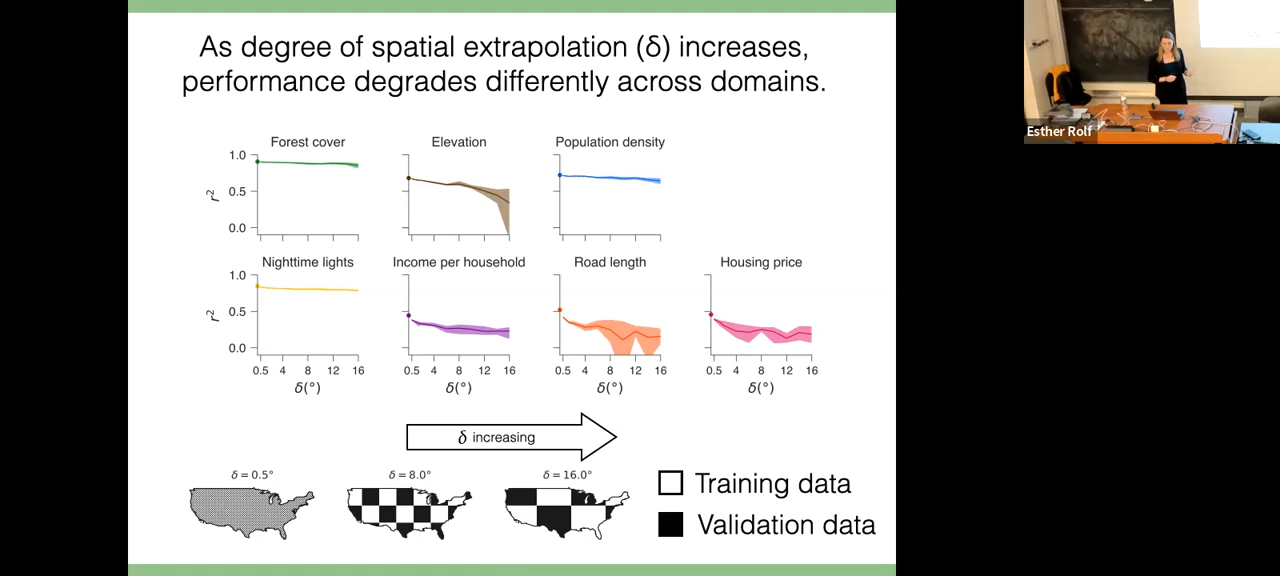 As degree of spatial extrapolation (δ) increases,
performance degrades differently across domains.
Esther Rolf
Forest cover
Elevation
Population density
1.0
0.5
0.0
r²
Nighttime lights
Income per household
Road length
Housing price
1.0
0.5
0.0
r²
0.5 4 8 12 16
0.5 4 8 12 16
0.5 4 8 12 16
0.5 4 8 12 16
δ(°)
δ(°)
δ(°)
δ(°)
δ increasing
δ = 0.5°
δ = 8.0°
δ = 16.0°
Training data
Validation data